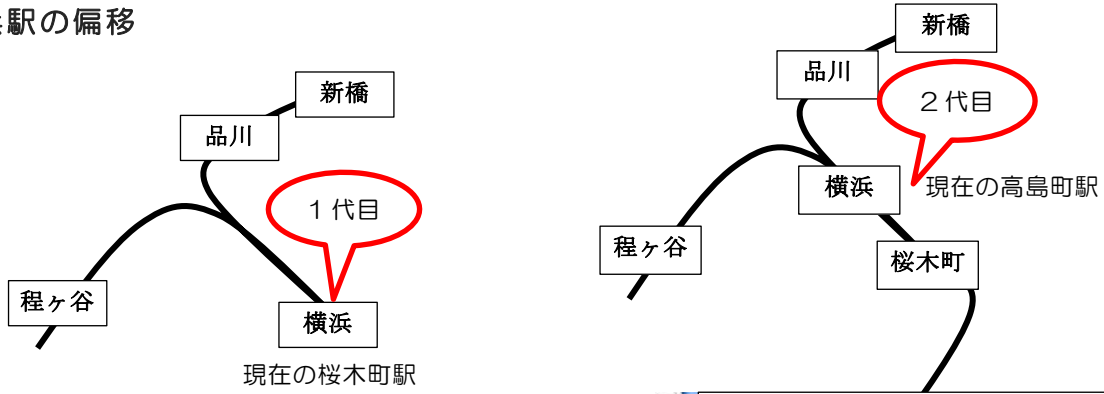 駅の偏移
新橋
品川
1代目
程ヶ谷
横浜
現在の桜木町駅
新橋
品川
2代目
横浜
現在の高島町駅
程ヶ谷
桜木町